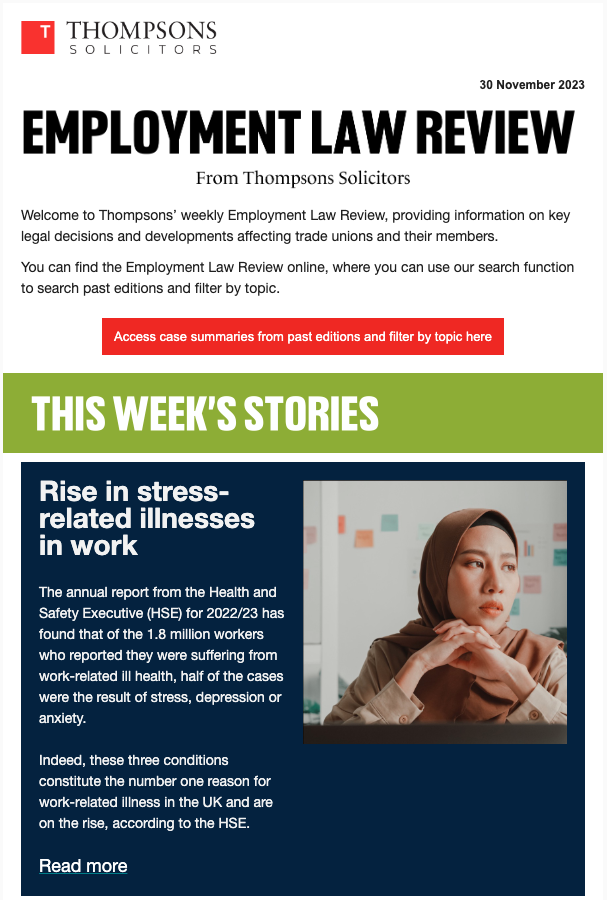 T THOMPSONS
SOLICITORS
30 November 2023
EMPLOYMENT LAW REVIEW
From Thompsons Solicitors
Welcome to Thompsons’ weekly Employment Law Review, providing information on key
legal decisions and developments affecting trade unions and their members.
You can find the Employment Law Review online, where you can use our search function
to search past editions and filter by topic.
Access case summaries from past editions and filter by topic here
THIS WEEK'S STORIES
Rise in stress-
related illnesses
in work
The annual report from the Health and
Safety Executive (HSE) for 2022/23 has
found that of the 1.8 million workers
who reported they were suffering from
work-related ill health, half of the cases
were the result of stress, depression or
anxiety.
Indeed, these three conditions
constitute the number one reason for
work-related illness in the UK and are
on the rise, according to the HSE.
Read more